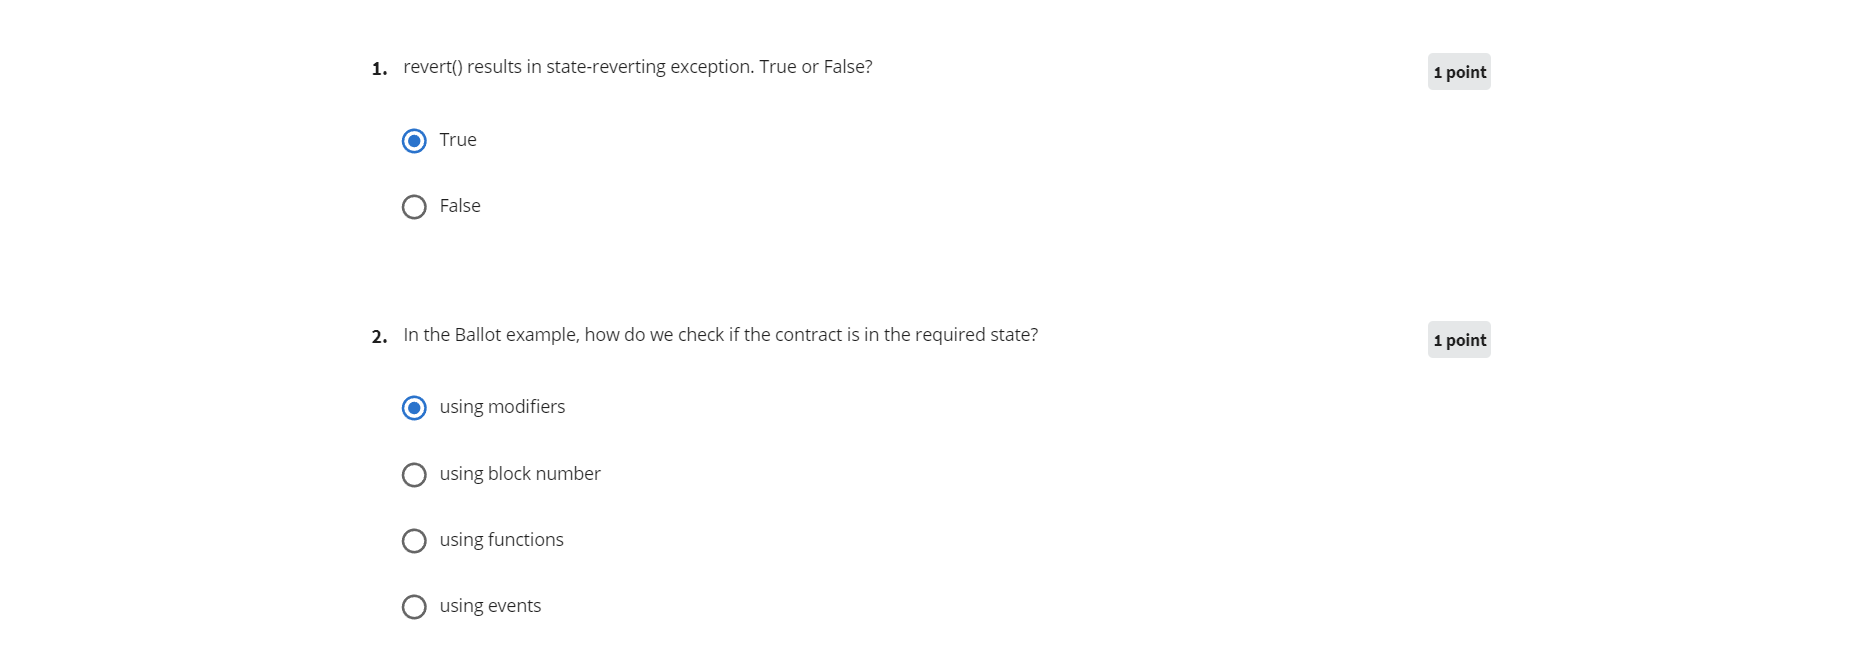 1. revert() results in state-reverting exception. True or False?
1 point
True
False
2. In the Ballot example, how do we check if the contract is in the required state?
1 point
using modifiers
using block number
using functions
using events